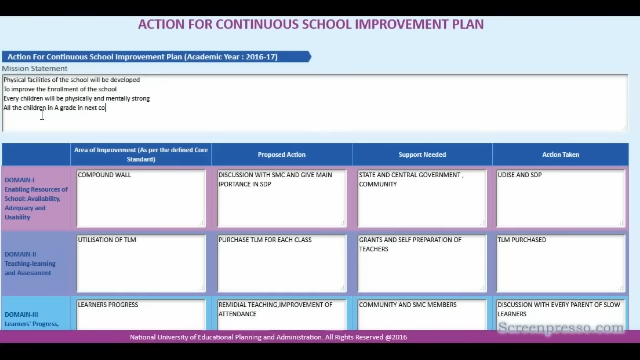 ACTION FOR CONTINUOUS SCHOOL IMPROVEMENT PLAN
Action For Continuous School Improvement Plan (Academic Year : 2016-17)
Mission Statement
Physical facilities of the school will be developed
To improve the Enrollment of the school
Every children will be physically and mentally strong
All the children in A grade in next co
Area of Improvement (As per the defined Core
Standard)
Proposed Action
Support Needed
Action Taken
DOMAIN-I
Enabling Resources of
School: Availability,
Adequacy and
Usability
COMPOUND WALL
DISCUSSION WITH SMC AND GIVE MAIN
IPORTANCE IN SDP
STATE AND CENTRAL GOVERNMENT ,
COMMUNITY
UDISE AND SDP
DOMAIN-II
Teaching-learning
and Assessment
UTILISATION OF TLM
PURCHASE TLM FOR EACH CLASS
GRANTS AND SELF PREPARATION OF
TEACHERS
TLM PURCHASED
DOMAIN-III
Learners' Progress,
LEARNERS PROGRESS
REMIDIAL TEACHING,IMPROVEMENT OF
ATTENDANCE
COMMUNITY AND SMC MEMBERS
DISCUSSION WITH EVERY PARENT OF SLOW
LEARNERS
Screenpresso.com
National University of Educational Planning and Administration. All Rights Reserved @2016